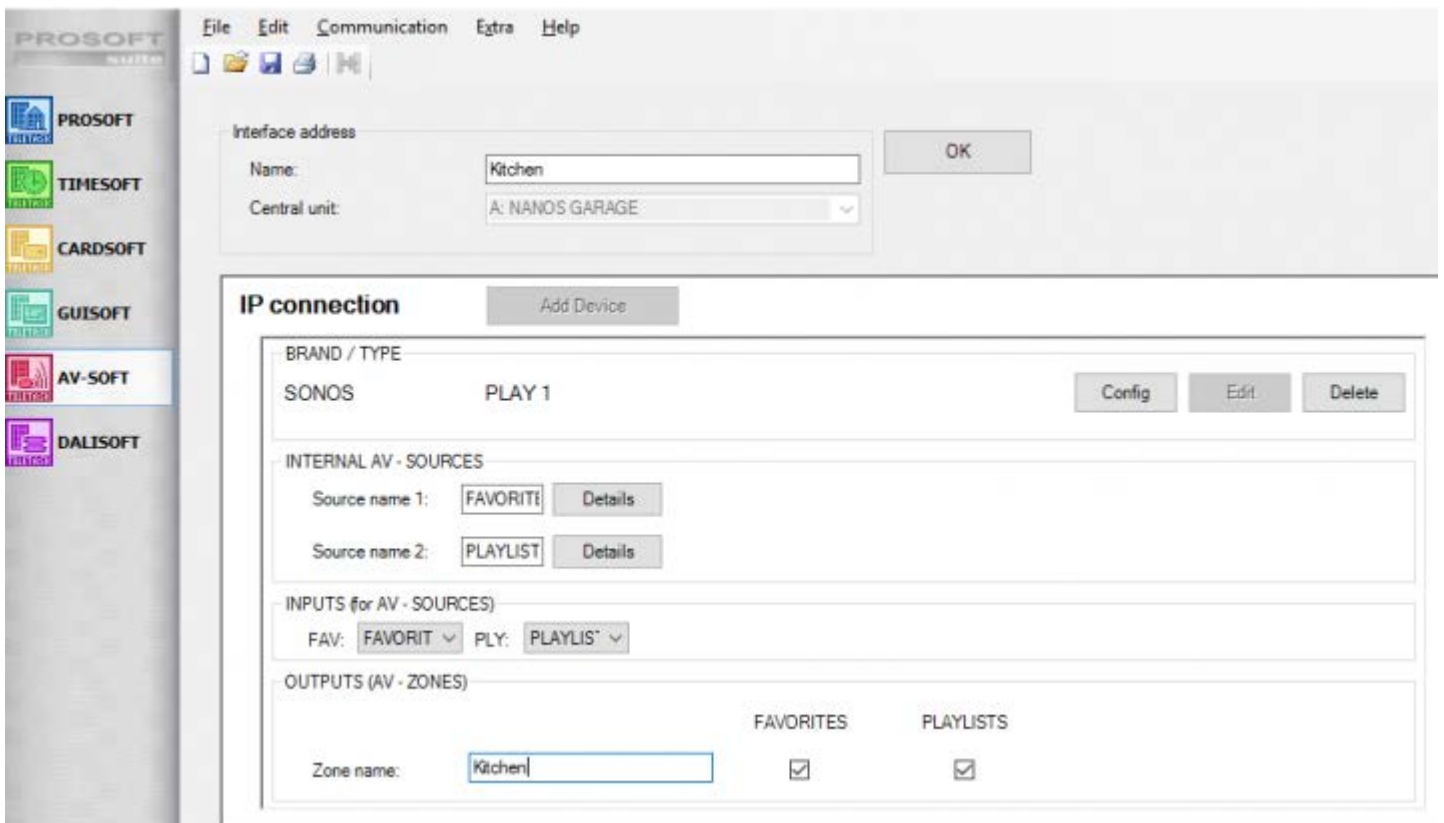 PROSOFT
suite
File Edit Communication Extra Help
PROSOFT
TIMESOFT
CARDSOFT
GUISOFT
AV-SOFT
DALISOFT
Interface address
Name: Kitchen
OK
Central unit: A: NANOS GARAGE
IP connection Add Device
BRAND / TYPE
SONOS PLAY 1 Config Edit Delete
INTERNAL AV - SOURCES
Source name 1: FAVORITE Details
Source name 2: PLAYLIST Details
INPUTS (for AV - SOURCES)
FAV: FAVORIT PLY: PLAYLIST
OUTPUTS (AV - ZONES)
FAVORITES PLAYLISTS
Zone name: Kitchen